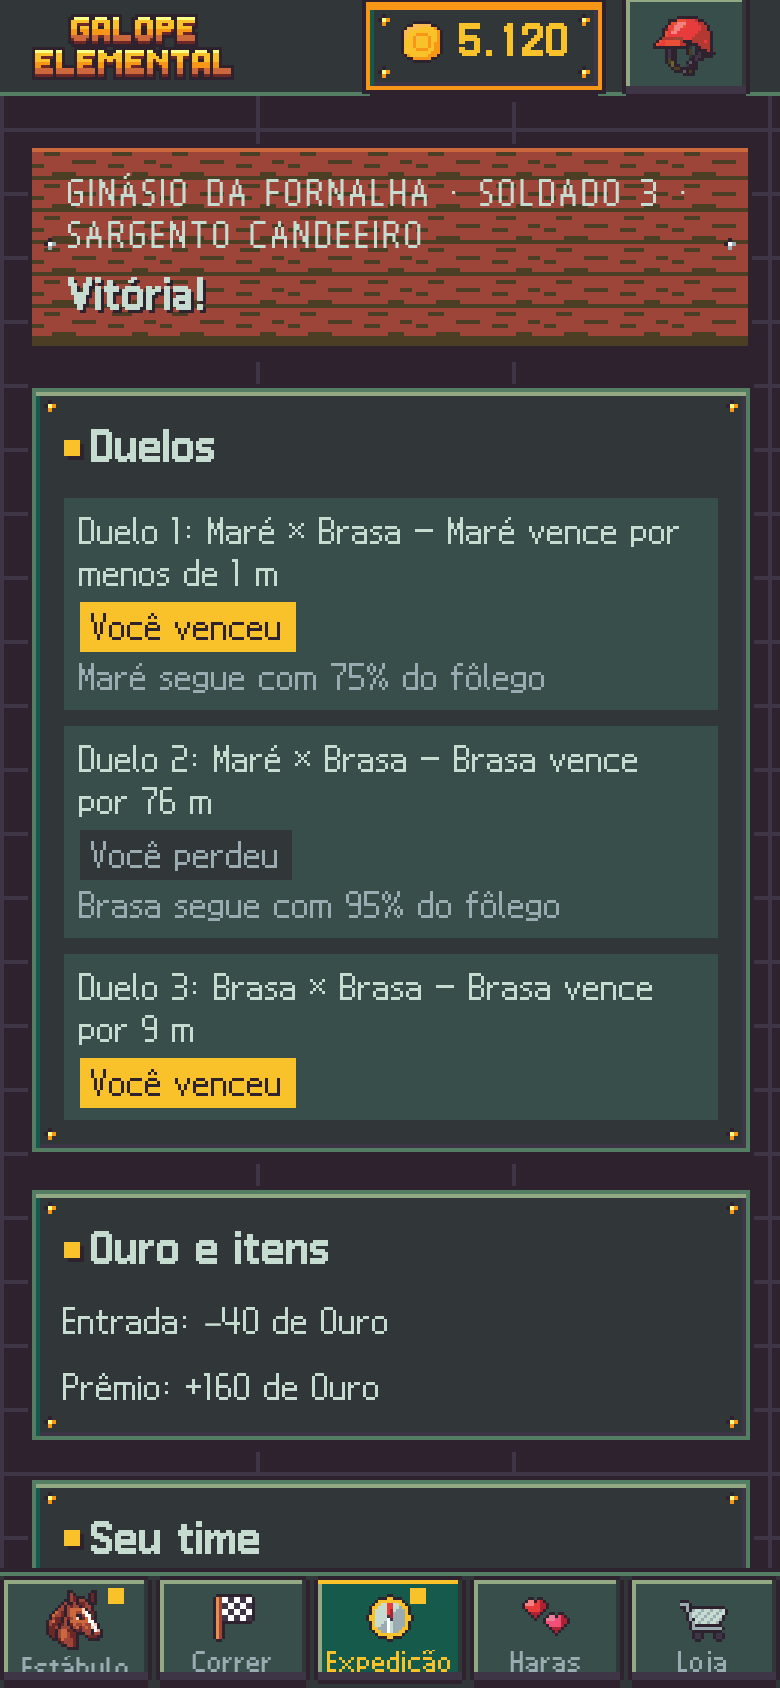 GALOPE
ELEMENTAL
5.120
GINÁSIO DA FORNALHA · SOLDADO 3 ·
SARGENTO CANDEEIRO
Vitória!
Duelos
Duelo 1: Maré × Brasa — Maré vence por
menos de 1 m
Você venceu
Maré segue com 75% do fôlego
Duelo 2: Maré × Brasa — Brasa vence
por 76 m
Você perdeu
Brasa segue com 95% do fôlego
Duelo 3: Brasa × Brasa — Brasa vence
por 9 m
Você venceu
Ouro e itens
Entrada: −40 de Ouro
Prêmio: +160 de Ouro
Seu time
Estábulo
Correr
Expedição
Haras
Loja